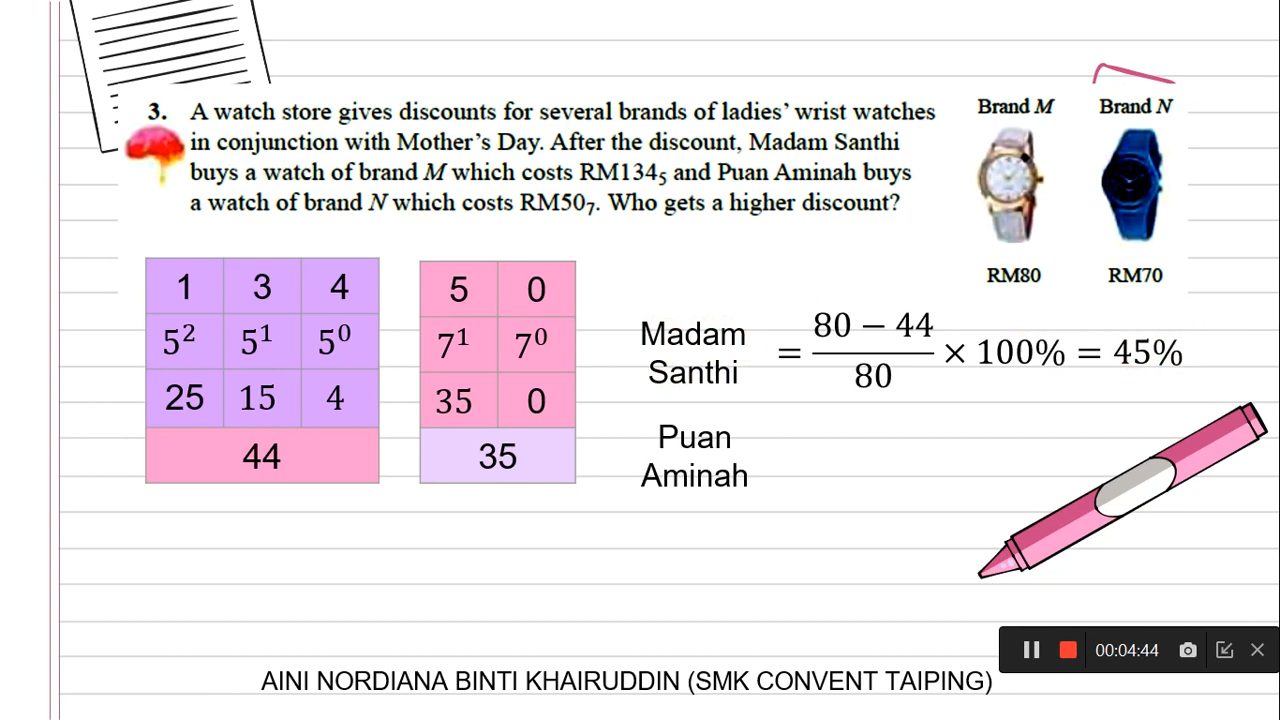 3. A watch store gives discounts for several brands of ladies' wrist watches
in conjunction with Mother's Day. After the discount, Madam Santhi
buys a watch of brand M which costs RM134₅ and Puan Aminah buys
a watch of brand N which costs RM50₇. Who gets a higher discount?
Brand M Brand N
RM80 RM70
1 3 4
5² 5¹ 5⁰
25 15 4
44
5 0
7¹ 7⁰
35 0
35
Madam
Santhi
= (80 − 44)/80 × 100% = 45%
Puan
Aminah
00:04:44
AINI NORDIANA BINTI KHAIRUDDIN (SMK CONVENT TAIPING)